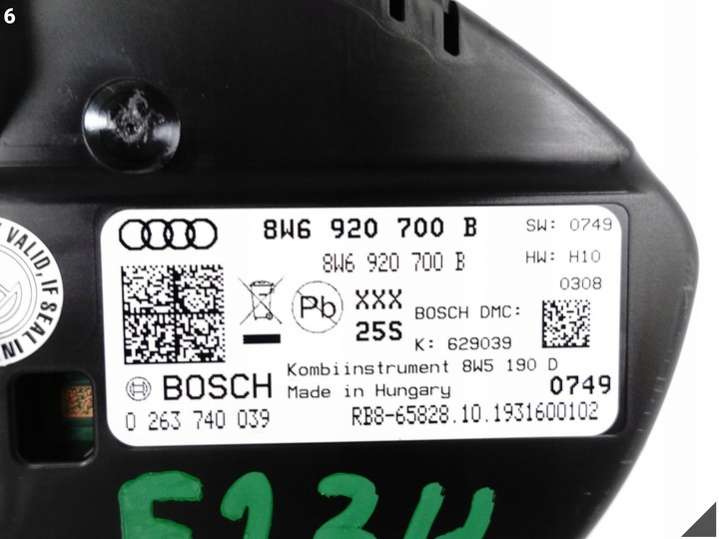 6
VALID, IF SEAL IN
8W6 920 700 B
SW: 0749
8W6 920 700 B
HW: H10
0308
Pb
XXX
25S
BOSCH DMC:
K: 629039
Kombiinstrument 8W5 190 D
BOSCH
Made in Hungary
0749
0 263 740 039
RB8-65828.10.1931600102